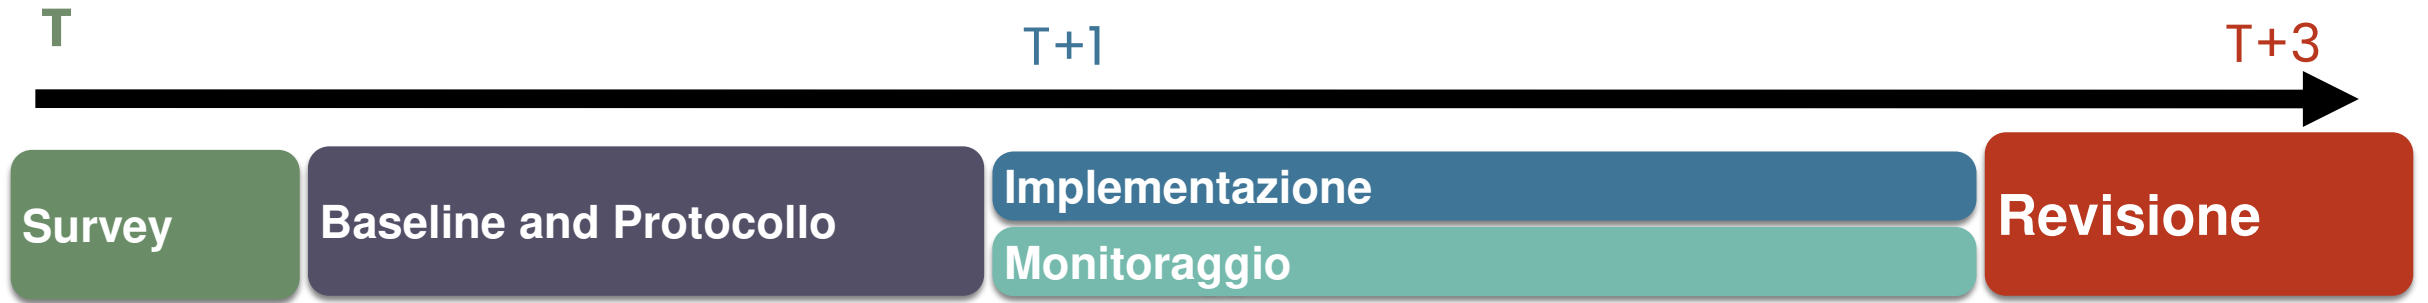 T
T+1
T+3
Survey
Baseline and Protocollo
Implementazione
Monitoraggio
Revisione